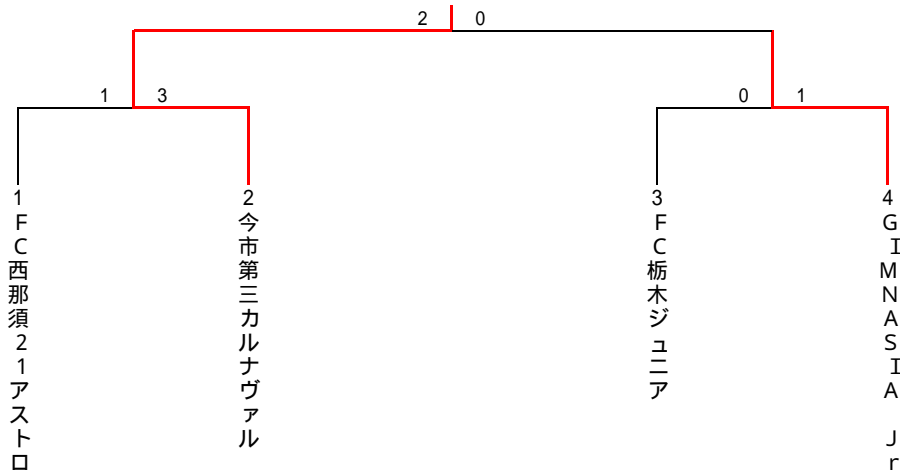 2 0
1 3
0 1
1
FC西那須21アストロ
2
今市第三カルナヴァル
3
FC栃木ジュニア
4
GIMNASIA Jr